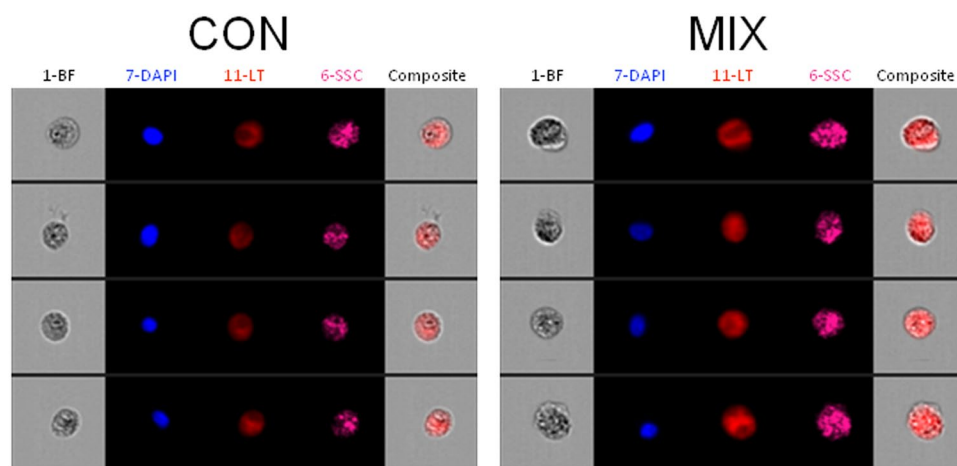 CON MIX
1-BF 7-DAPI 11-LT 6-SSC Composite 1-BF 7-DAPI 11-LT 6-SSC Composite